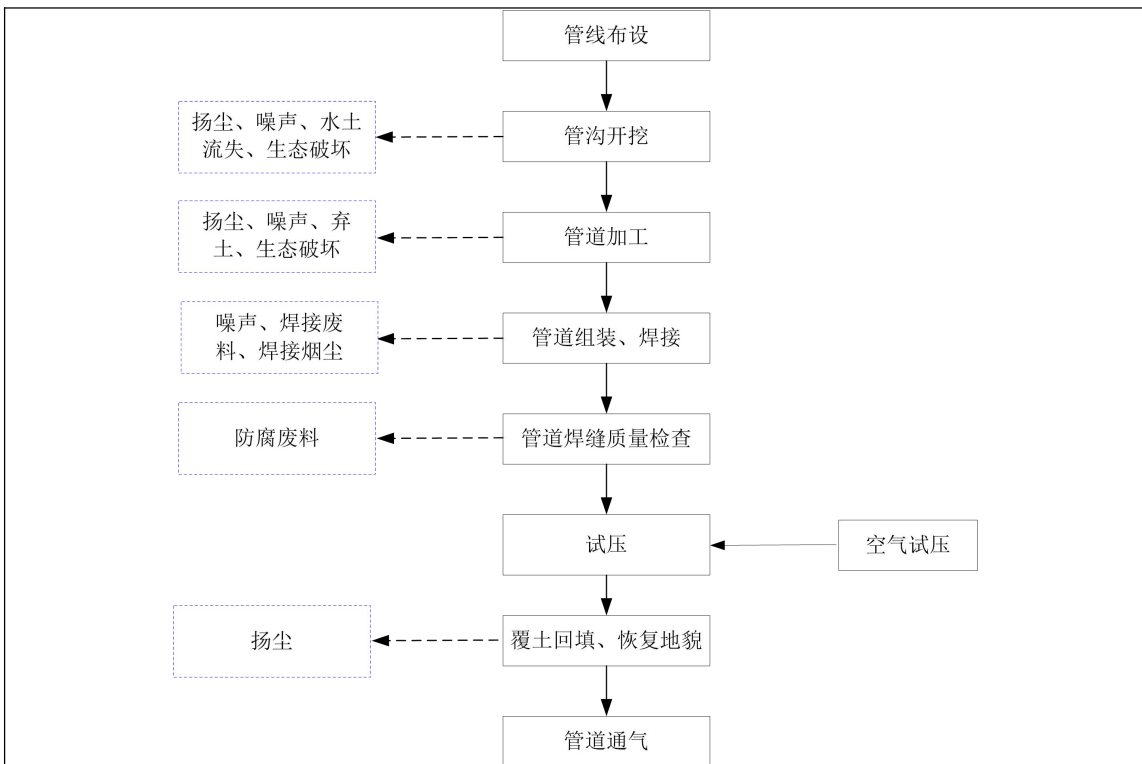 管线布设
扬尘、噪声、水土
流失、生态破坏
管沟开挖
扬尘、噪声、弃
土、生态破坏
管道加工
噪声、焊接废
料、焊接烟尘
管道组装、焊接
防腐废料
管道焊缝质量检查
试压
空气试压
扬尘
覆土回填、恢复地貌
管道通气